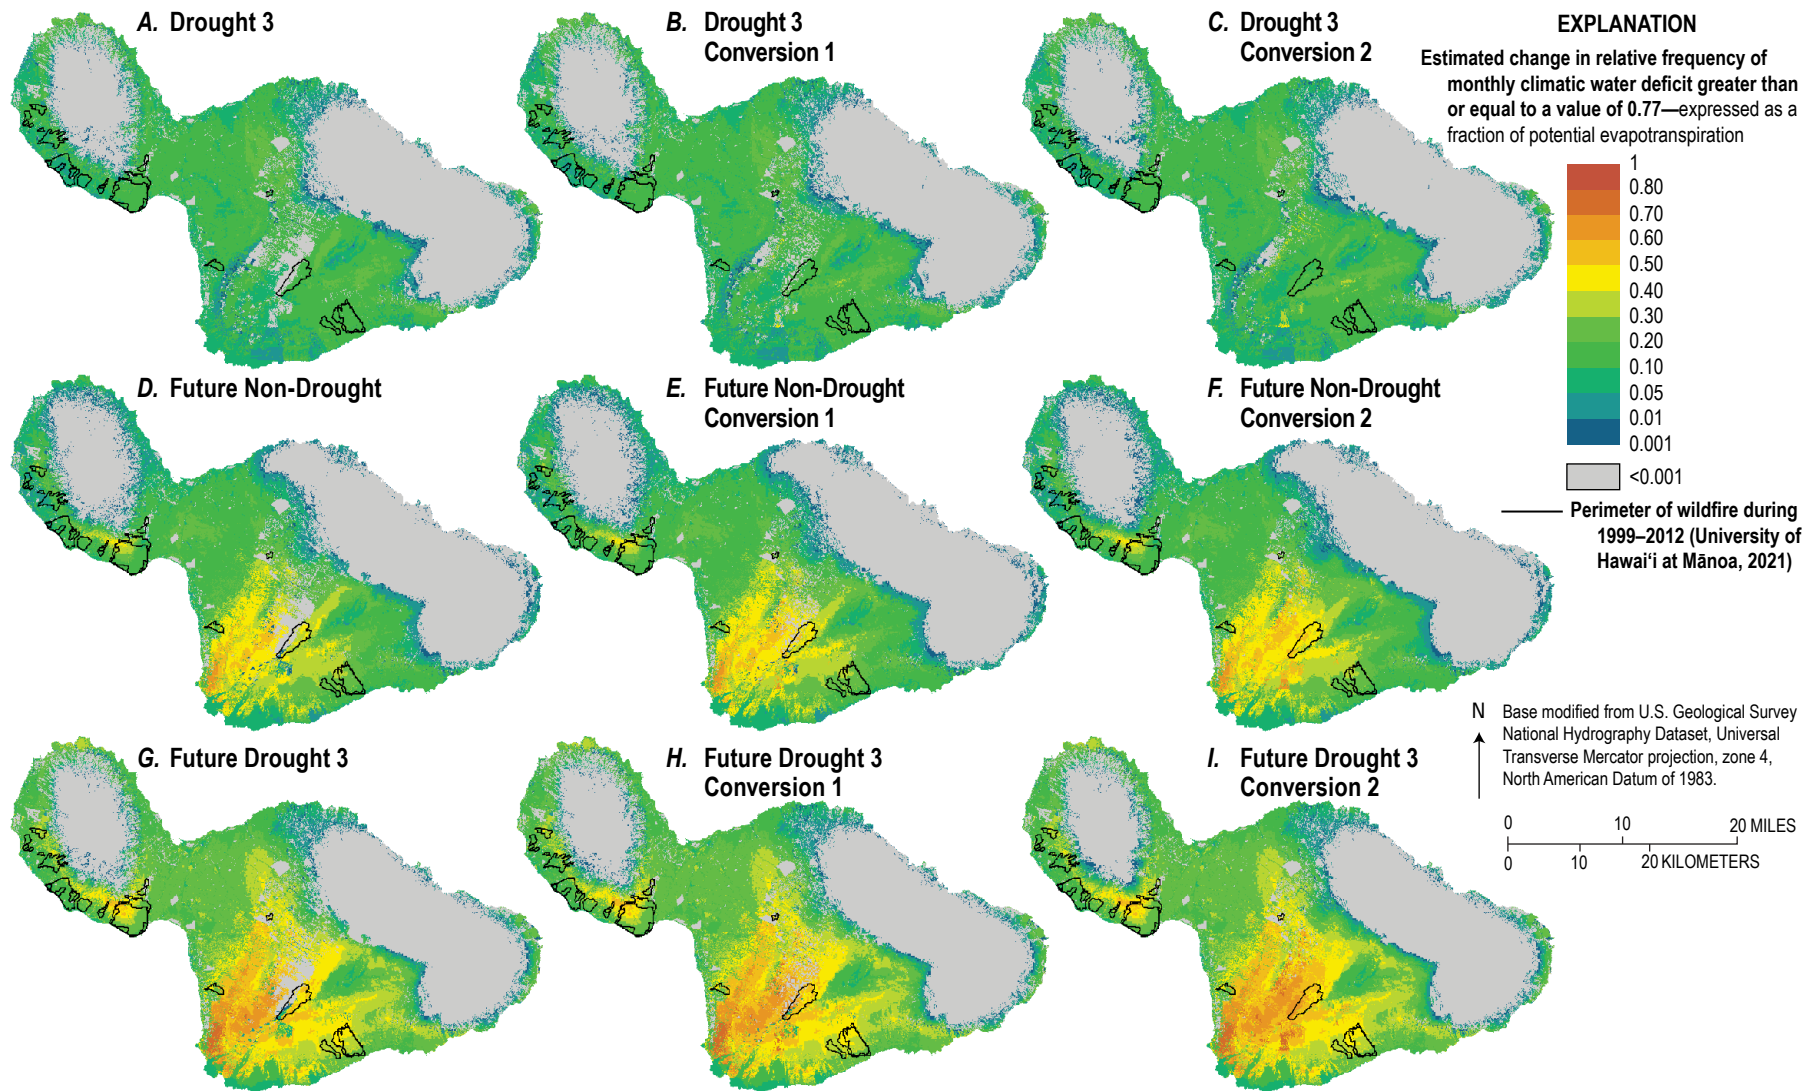 A. Drought 3
B. Drought 3
Conversion 1
C. Drought 3
Conversion 2
EXPLANATION
Estimated change in relative frequency of
monthly climatic water deficit greater than
or equal to a value of 0.77—expressed as a
fraction of potential evapotranspiration
1
0.80
0.70
0.60
0.50
0.40
0.30
0.20
0.10
0.05
0.01
0.001
<0.001
Perimeter of wildfire during
1999–2012 (University of
Hawaiʻi at Mānoa, 2021)
D. Future Non-Drought
E. Future Non-Drought
Conversion 1
F. Future Non-Drought
Conversion 2
N
Base modified from U.S. Geological Survey
National Hydrography Dataset, Universal
Transverse Mercator projection, zone 4,
North American Datum of 1983.
0 10 20 MILES
0 10 20 KILOMETERS
G. Future Drought 3
H. Future Drought 3
Conversion 1
I. Future Drought 3
Conversion 2